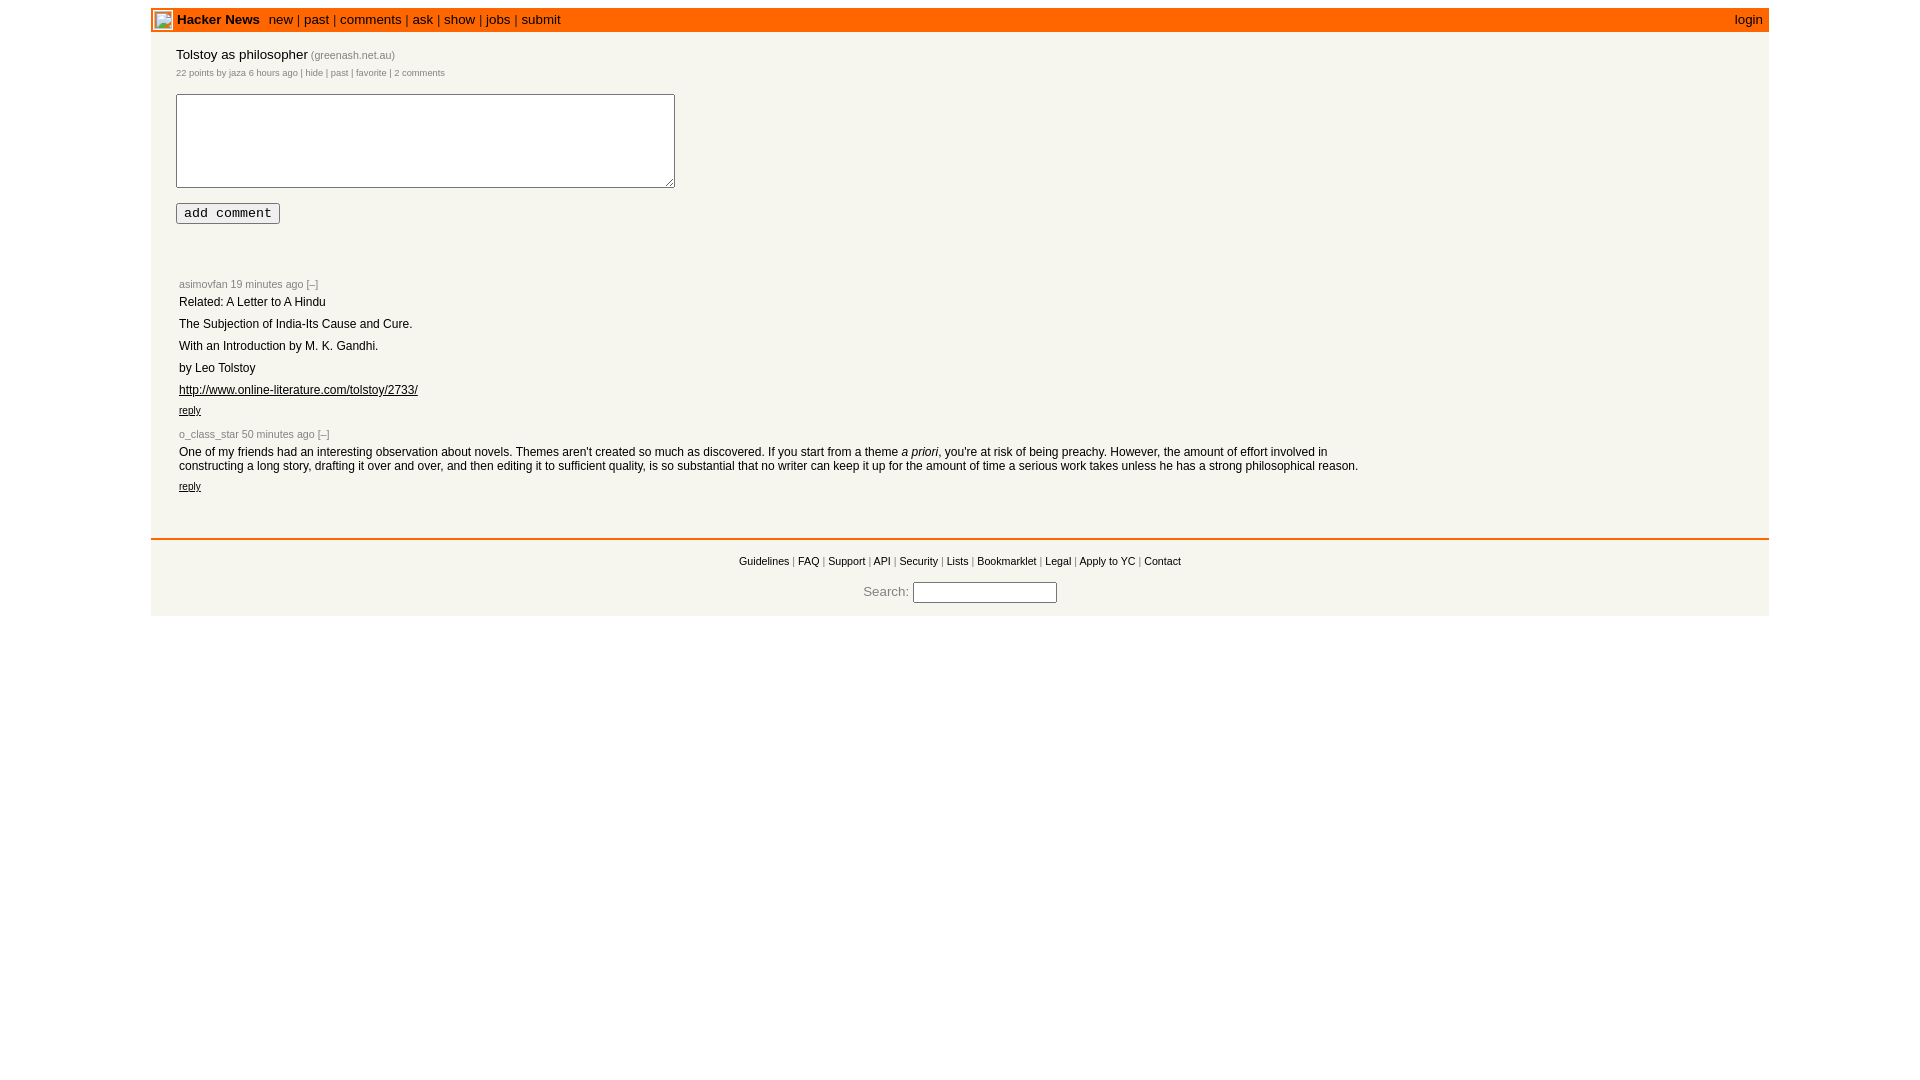 Hacker News new | past | comments | ask | show | jobs | submit login
Tolstoy as philosopher (greenash.net.au)
22 points by jaza 6 hours ago | hide | past | favorite | 2 comments
add comment
asimovfan 19 minutes ago [–]
Related: A Letter to A Hindu
The Subjection of India-Its Cause and Cure.
With an Introduction by M. K. Gandhi.
by Leo Tolstoy
http://www.online-literature.com/tolstoy/2733/
reply
o_class_star 50 minutes ago [–]
One of my friends had an interesting observation about novels. Themes aren't created so much as discovered. If you start from a theme a priori, you're at risk of being preachy. However, the amount of effort involved in
constructing a long story, drafting it over and over, and then editing it to sufficient quality, is so substantial that no writer can keep it up for the amount of time a serious work takes unless he has a strong philosophical reason.
reply
Guidelines | FAQ | Support | API | Security | Lists | Bookmarklet | Legal | Apply to YC | Contact
Search: